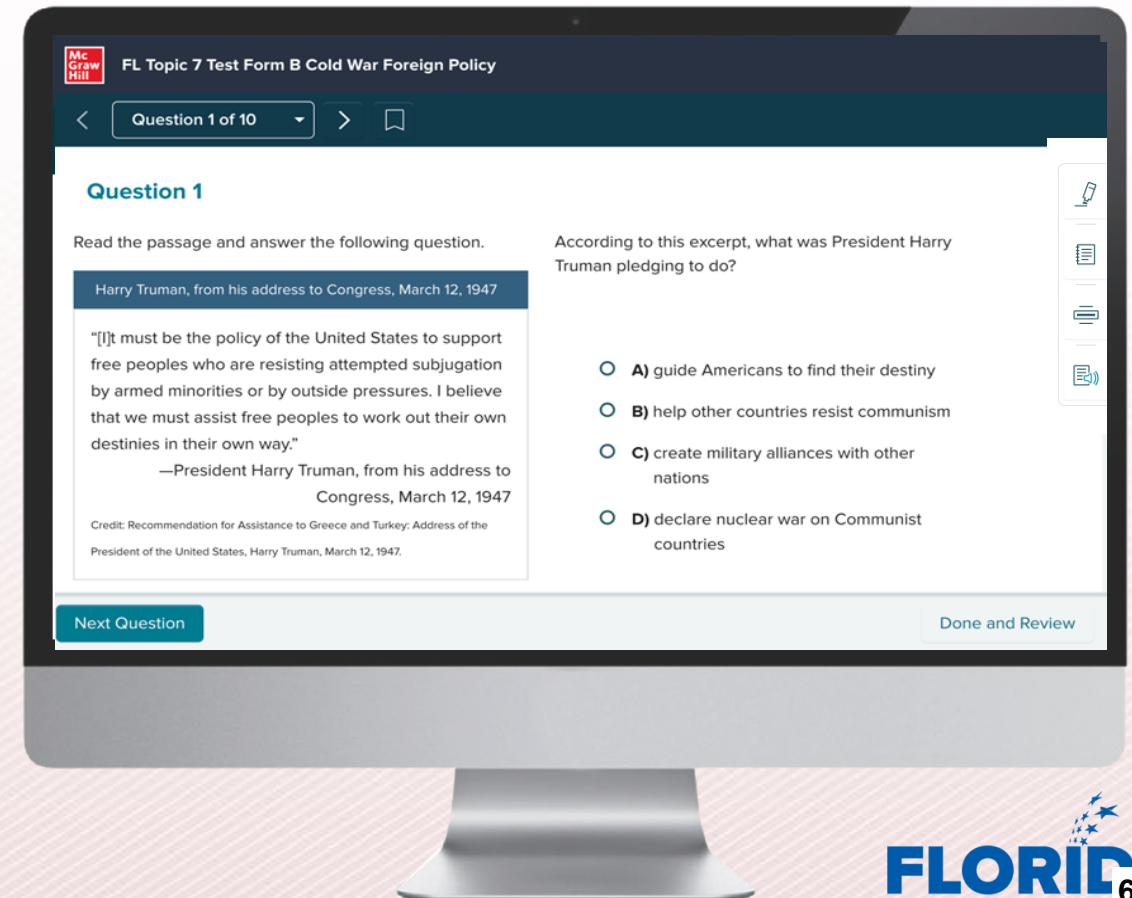 Mc
Graw
Hill
FL Topic 7 Test Form B Cold War Foreign Policy
Question 1 of 10
Question 1
Read the passage and answer the following question.
Harry Truman, from his address to Congress, March 12, 1947
“[I]t must be the policy of the United States to support
free peoples who are resisting attempted subjugation
by armed minorities or by outside pressures. I believe
that we must assist free peoples to work out their own
destinies in their own way.”
—President Harry Truman, from his address to
Congress, March 12, 1947
Credit: Recommendation for Assistance to Greece and Turkey: Address of the
President of the United States, Harry Truman, March 12, 1947.
According to this excerpt, what was President Harry
Truman pledging to do?
A) guide Americans to find their destiny
B) help other countries resist communism
C) create military alliances with other
nations
D) declare nuclear war on Communist
countries
Next Question
Done and Review
FLORID
6